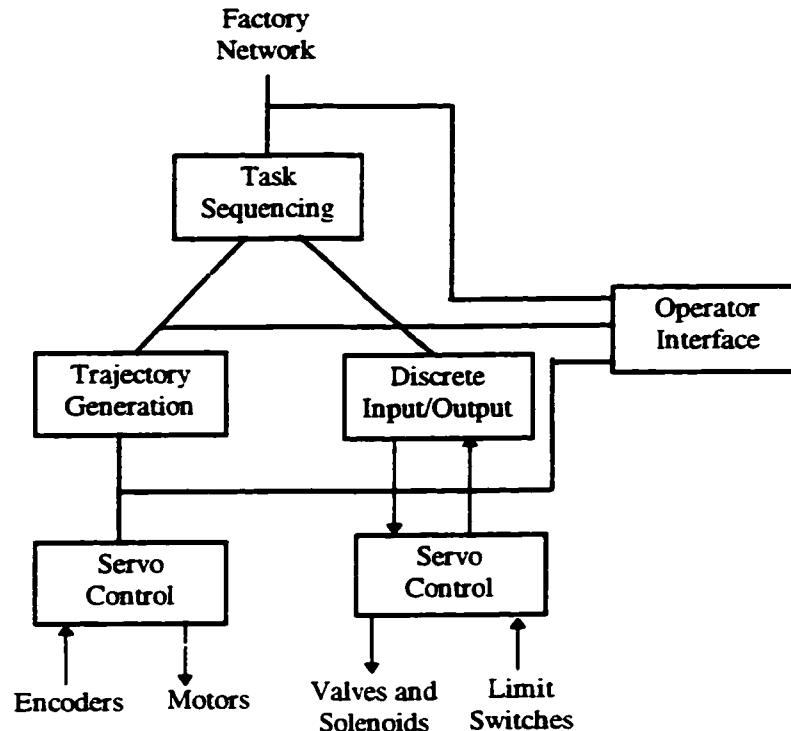 Factory
Network
Task
Sequencing
Operator
Interface
Trajectory
Generation
Discrete
Input/Output
Servo
Control
Servo
Control
Encoders
Motors
Valves and
Solenoids
Limit
Switches